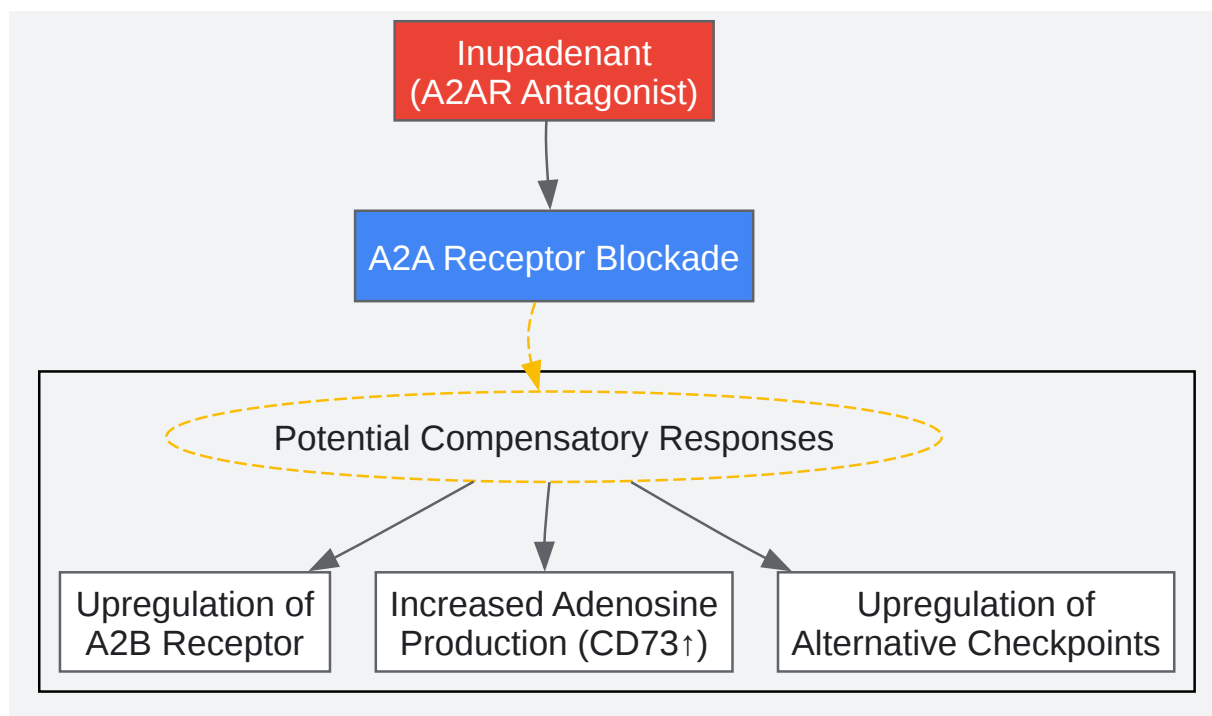 Inupadenant
(A2AR Antagonist)
A2A Receptor Blockade
Potential Compensatory Responses
Upregulation of
A2B Receptor
Increased Adenosine
Production (CD73↑)
Upregulation of
Alternative Checkpoints